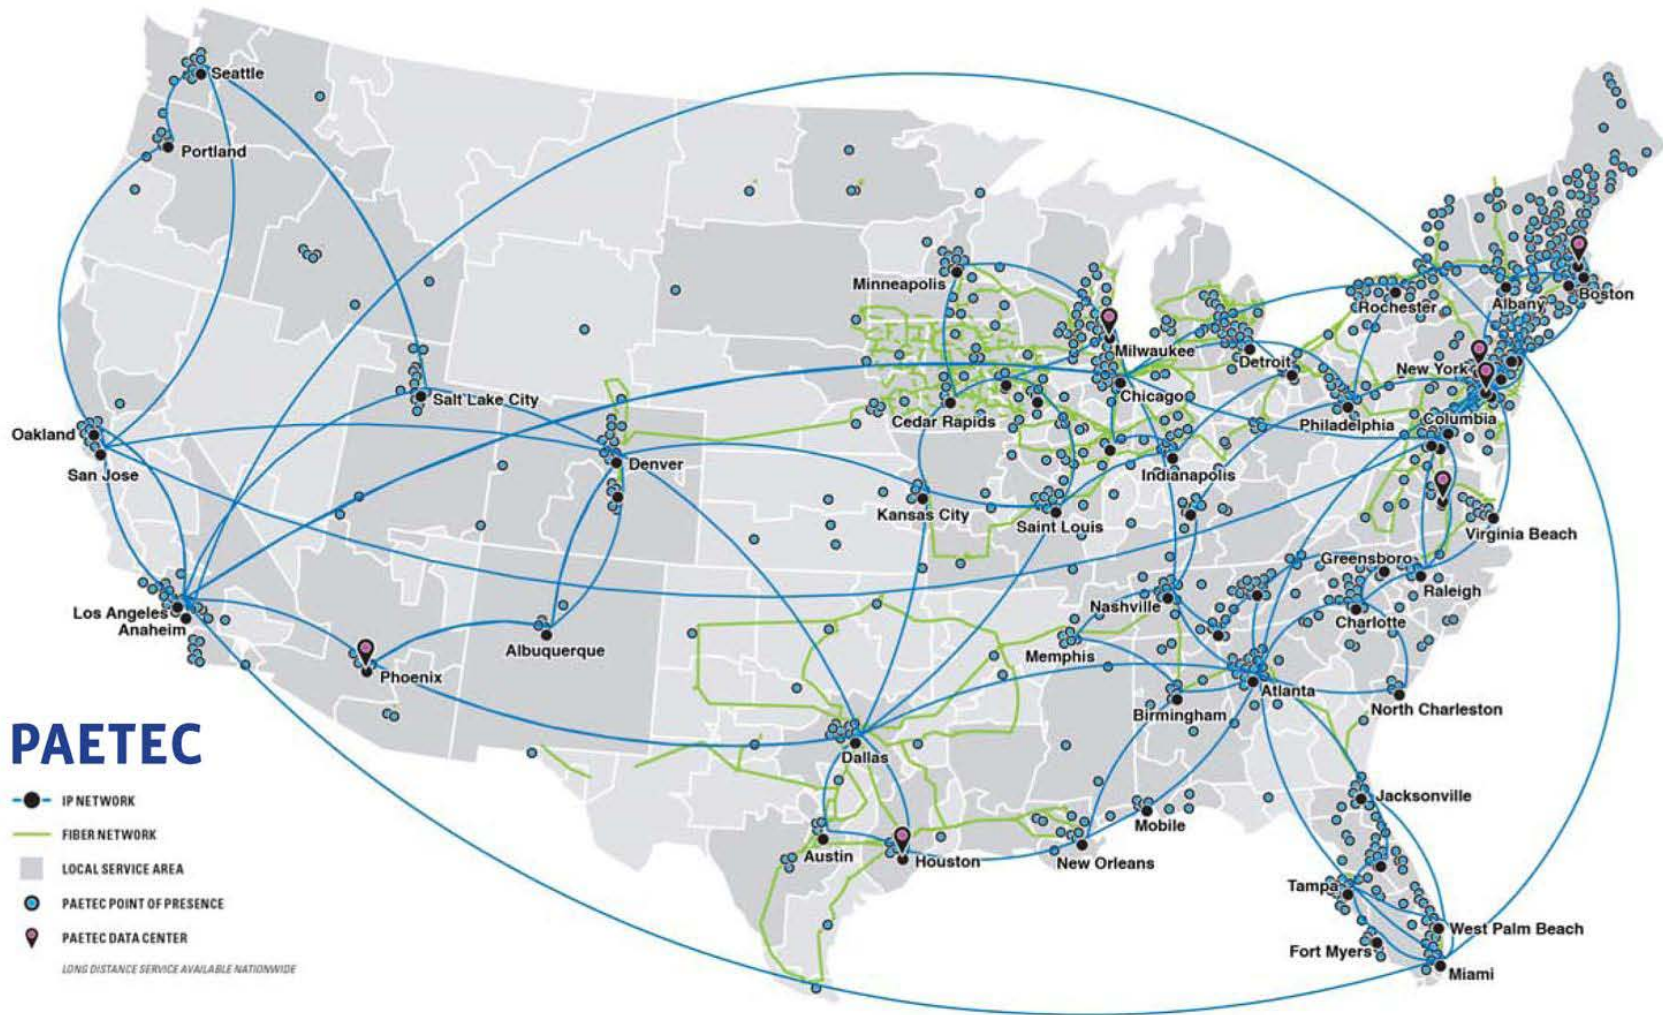 Seattle
Portland
Minneapolis
Rochester
Albany
Boston
Milwaukee
Detroit
New York
Salt Lake City
Chicago
Cedar Rapids
Philadelphia
Columbia
Oakland
San Jose
Denver
Indianapolis
Kansas City
Saint Louis
Virginia Beach
Greensboro
Raleigh
Los Angeles
Anaheim
Nashville
Charlotte
Albuquerque
Memphis
Phoenix
Atlanta
North Charleston
Birmingham
PAETEC
Dallas
IP NETWORK
Jacksonville
Mobile
FIBER NETWORK
Austin
Houston
New Orleans
LOCAL SERVICE AREA
Tampa
PAETEC POINT OF PRESENCE
West Palm Beach
PAETEC DATA CENTER
Fort Myers
Miami
LONG DISTANCE SERVICE AVAILABLE NATIONWIDE